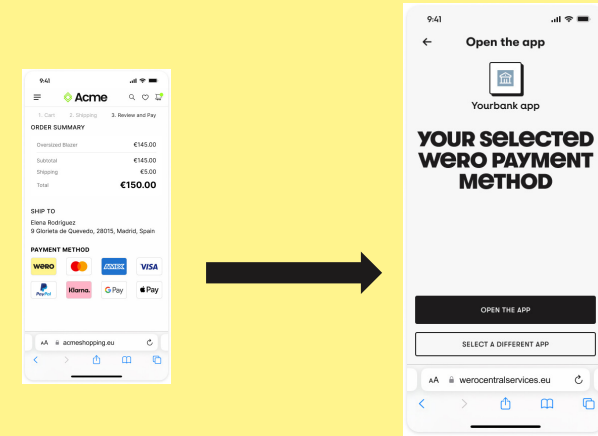 9:41
Acme
1. Cart 2. Shipping 3. Review and Pay
ORDER SUMMARY
Oversized Blazer €145.00
Subtotal €145.00
Shipping €5.00
Total €150.00
SHIP TO
Elena Rodríguez
9 Glorieta de Quevedo, 28015, Madrid, Spain
PAYMENT METHOD
wero AMEX VISA
PayPal Klarna. G Pay Pay
AA acmeshopping.eu
9:41
Open the app
Yourbank app
YOUR SELECTED
WERO PAYMENT
METHOD
OPEN THE APP
SELECT A DIFFERENT APP
AA werocentralservices.eu